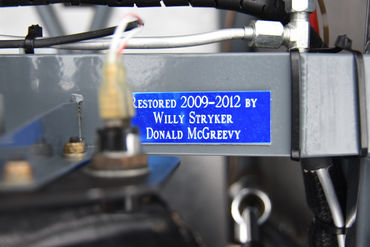 Restored 2009-2012 by
Willy Stryker
Donald McGreevy